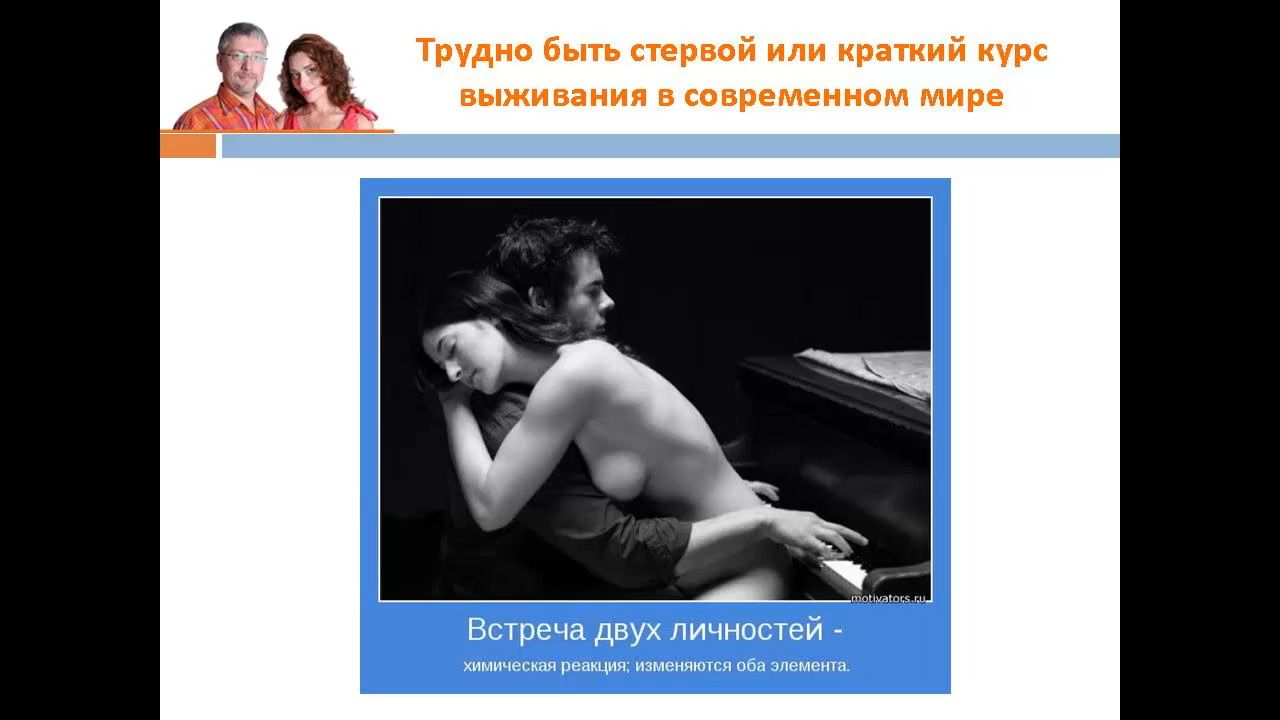 Трудно быть стервой или краткий курс
выживания в современном мире
motivators.ru
Встреча двух личностей -
химическая реакция; изменяются оба элемента.